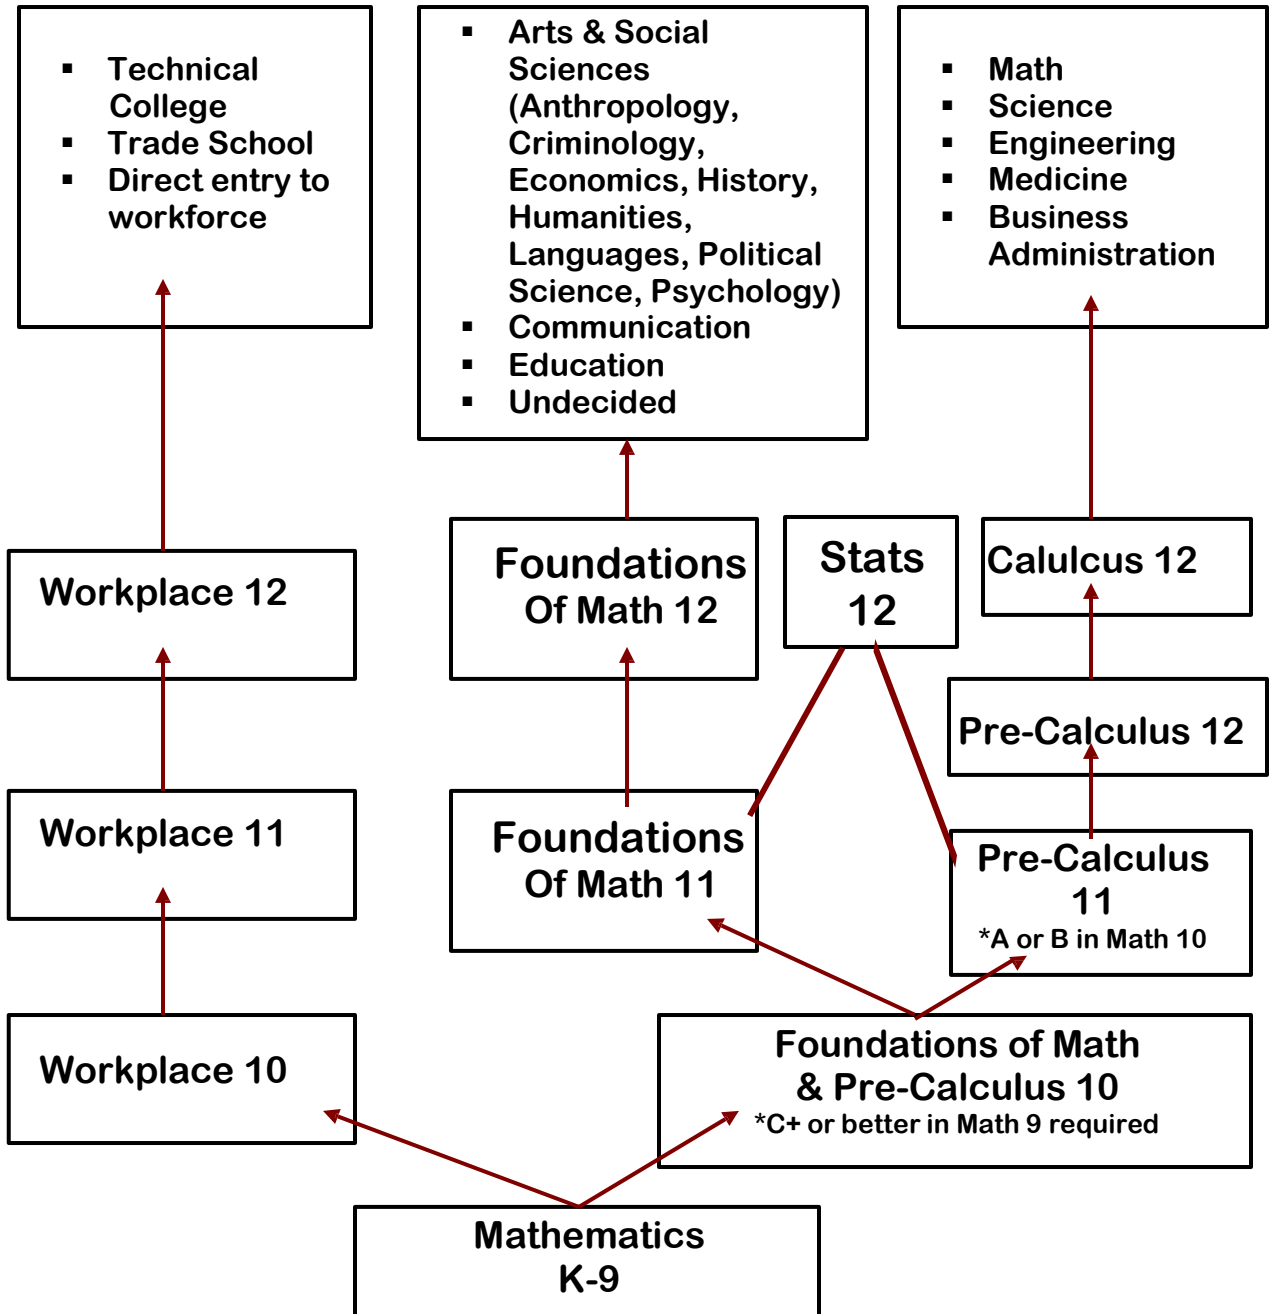 ▪ Technical
College
▪ Trade School
▪ Direct entry to
workforce
▪ Arts & Social
Sciences
(Anthropology,
Criminology,
Economics, History,
Humanities,
Languages, Political
Science, Psychology)
▪ Communication
▪ Education
▪ Undecided
▪ Math
▪ Science
▪ Engineering
▪ Medicine
▪ Business
Administration
Workplace 12
Foundations
Of Math 12
Stats
12
Calulcus 12
Pre-Calculus 12
Workplace 11
Foundations
Of Math 11
Pre-Calculus
11
*A or B in Math 10
Workplace 10
Foundations of Math
& Pre-Calculus 10
*C+ or better in Math 9 required
Mathematics
K-9